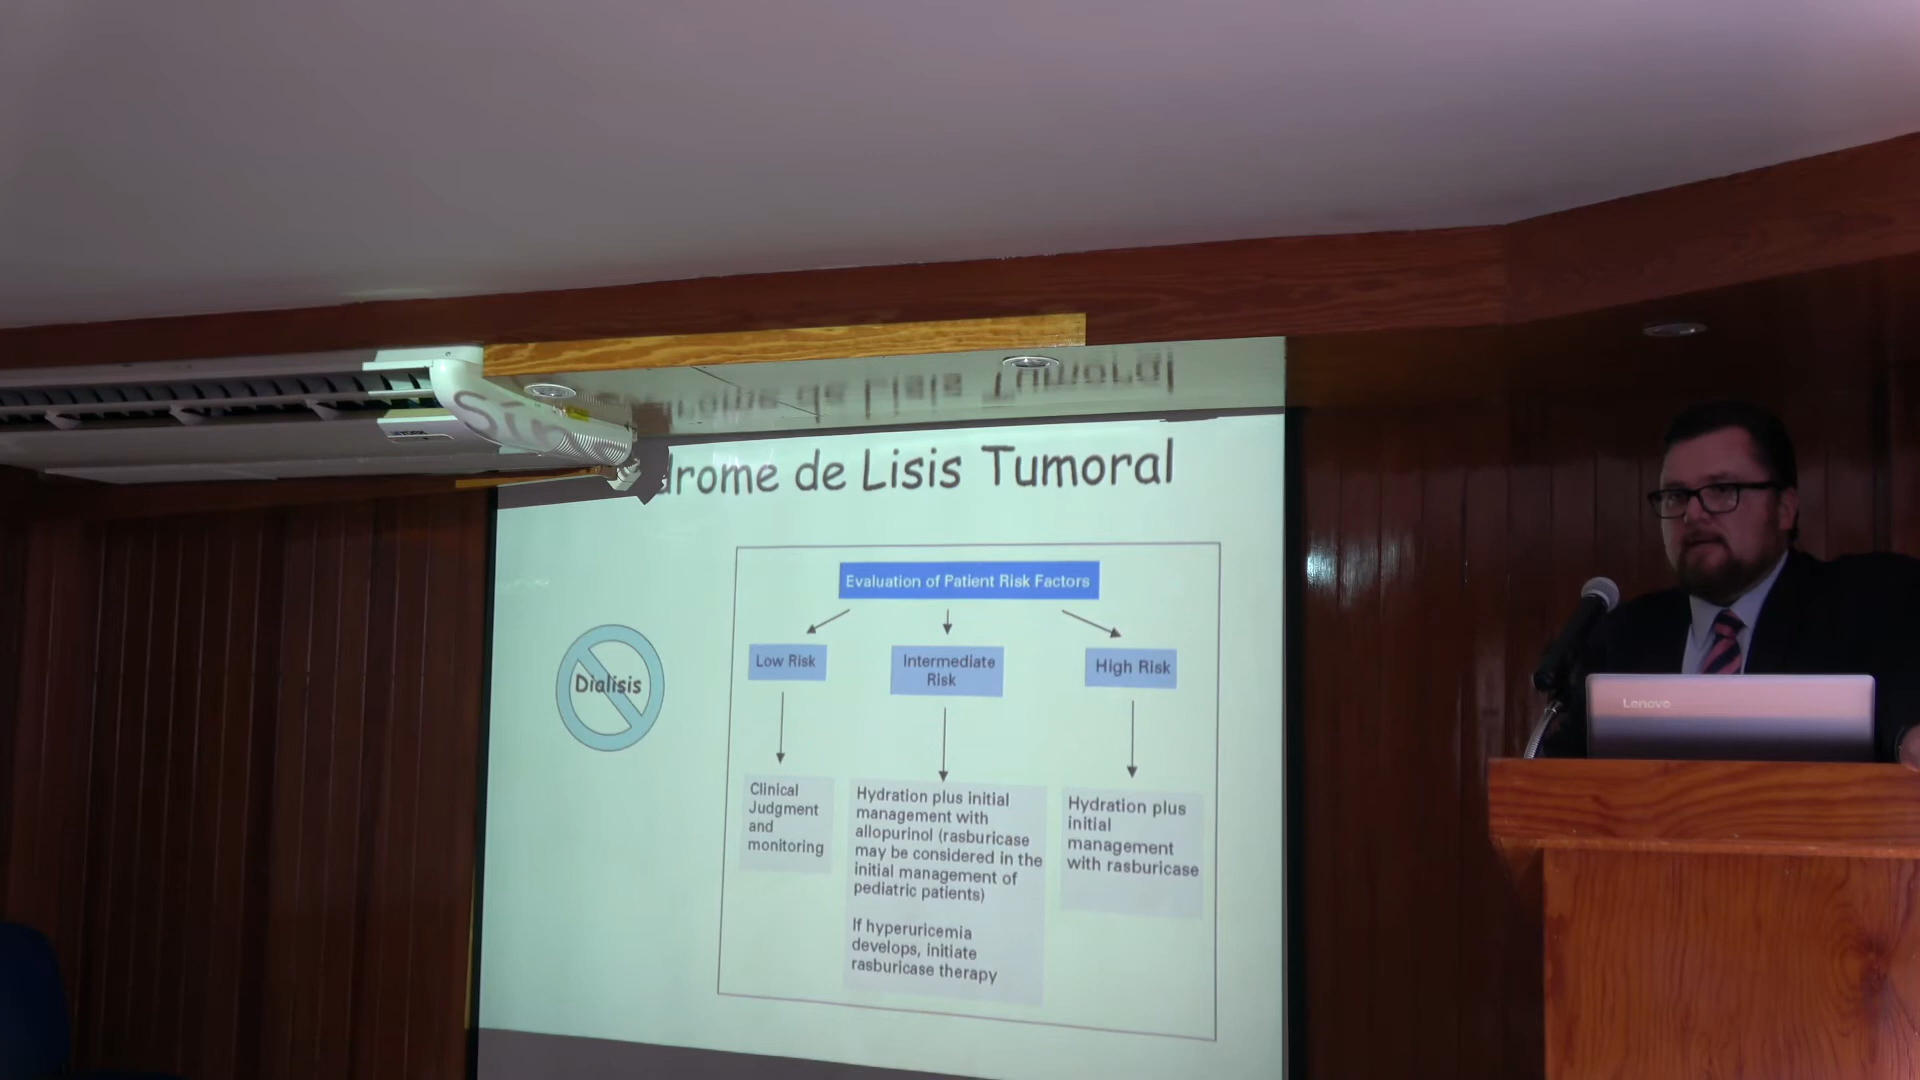 Síndrome de Lisis Tumoral
Evaluation of Patient Risk Factors
Low Risk
Intermediate
Risk
High Risk
Dialisis
Clinical
Judgment
and
monitoring
Hydration plus initial
management with
allopurinol (rasburicase
may be considered in the
initial management of
pediatric patients)
If hyperuricemia
develops, initiate
rasburicase therapy
Hydration plus
initial
management
with rasburicase
Lenovo